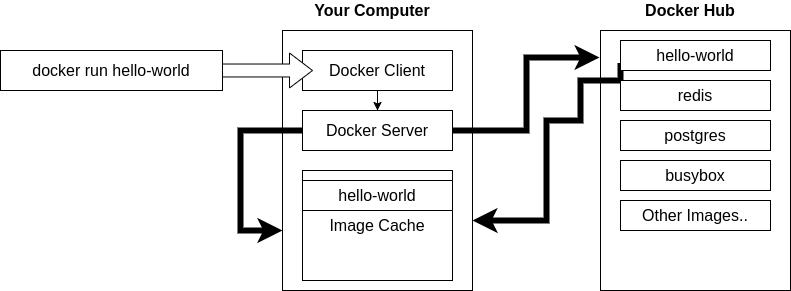 Your Computer
Docker Hub
docker run hello-world
Docker Client
hello-world
Docker Server
redis
postgres
busybox
hello-world
Other Images..
Image Cache